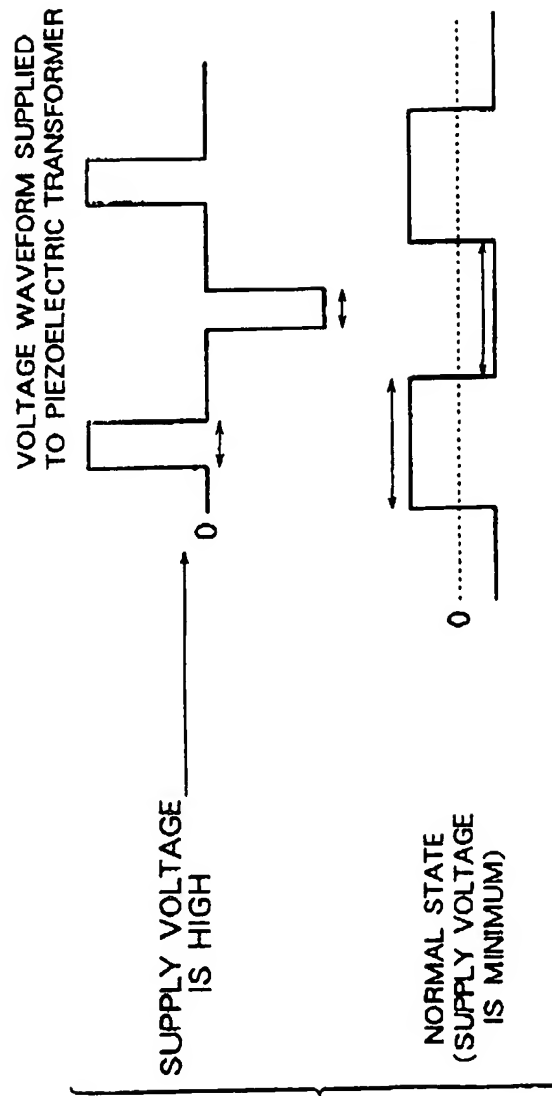 VOLTAGE WAVEFORM SUPPLIED
TO PIEZOELECTRIC TRANSFORMER
SUPPLY VOLTAGE
IS HIGH
0
NORMAL STATE
(SUPPLY VOLTAGE
IS MINIMUM)
0